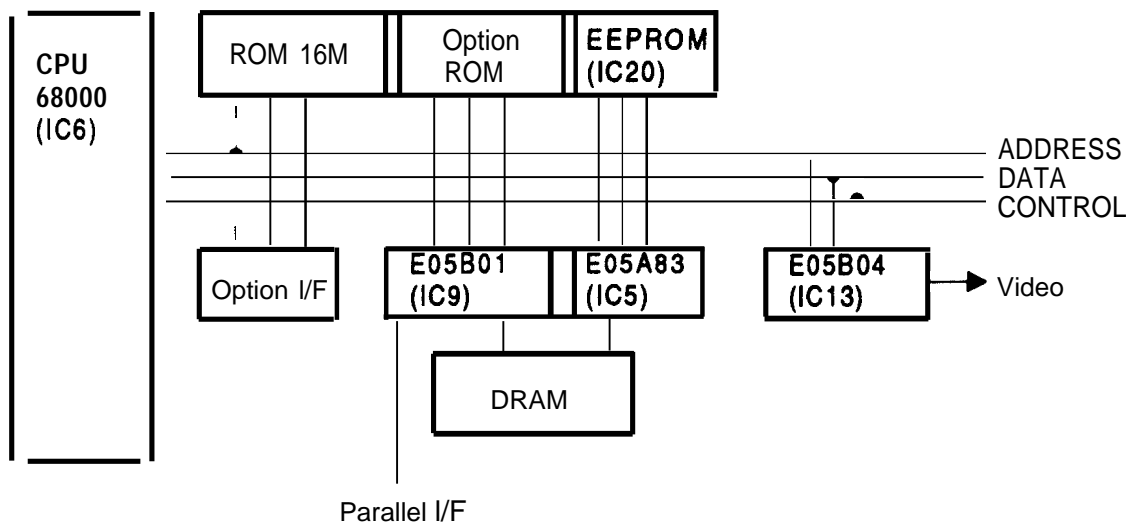 CPU
68000
(IC6)
ROM 16M
Option
ROM
EEPROM
(IC20)
ADDRESS
DATA
CONTROL
Option I/F
E05B01
(IC9)
E05A83
(IC5)
E05B04
(IC13)
Video
DRAM
Parallel I/F